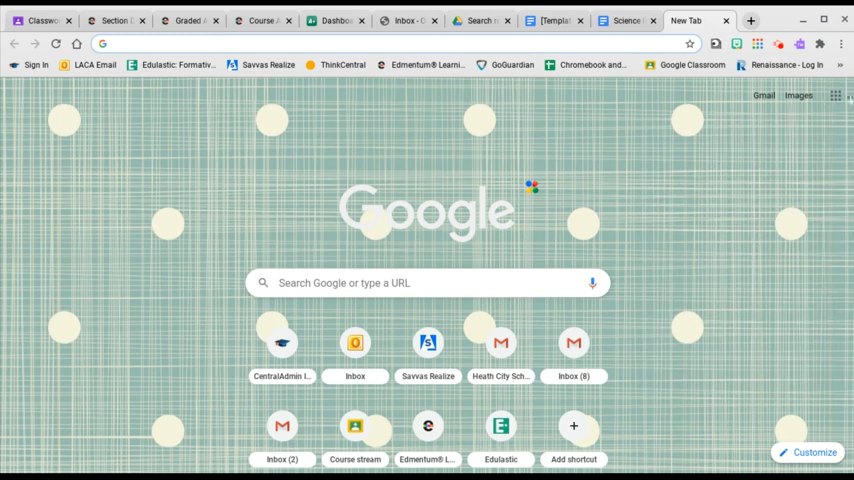 Classwo
Section D
Graded A
Course A
Dashboa
Inbox - G
Search re
[Templat
Science
New Tab
Sign In
LACA Email
Edulastic: Formativ...
Savvas Realize
ThinkCentral
Edmentum® Learni...
GoGuardian
Chromebook and...
Google Classroom
Renaissance - Log In
Gmail
Images
Google
Search Google or type a URL
CentralAdmin I...
Inbox
Savvas Realize
Heath City Sch...
Inbox (8)
Inbox (2)
Course stream
Edmentum® L...
Edulastic
Add shortcut
Customize